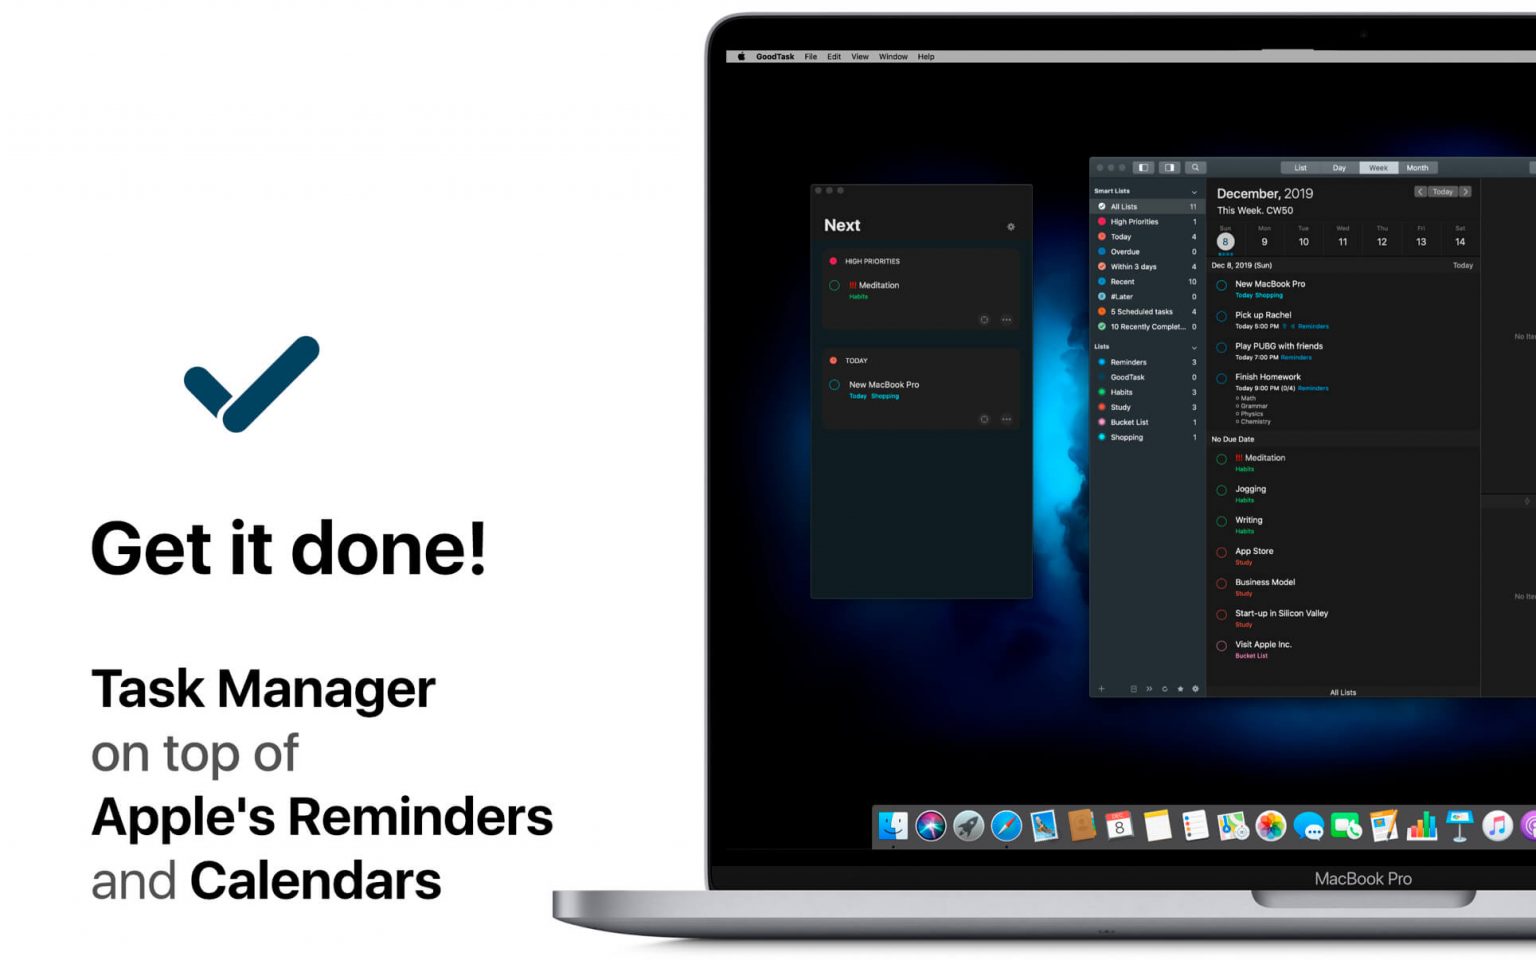 Get it done!
Task Manager
on top of
Apple's Reminders
and Calendars
GoodTask File Edit View Window Help
Next
HIGH PRIORITIES
!!! Meditation
Habits
TODAY
New MacBook Pro
Today Shopping
List Day Week Month
Smart Lists
All Lists 11
High Priorities 1
Today 4
Overdue 0
Within 3 days 4
Recent 10
#Later 0
5 Scheduled tasks 4
10 Recently Complet... 0
Lists
Reminders 3
GoodTask 0
Habits 3
Study 3
Bucket List 1
Shopping 1
December, 2019
Today
This Week. CW50
Sun Mon Tue Wed Thu Fri Sat
8 9 10 11 12 13 14
Dec 8, 2019 (Sun) Today
New MacBook Pro
Today Shopping
Pick up Rachel
Today 5:00 PM Reminders
Play PUBG with friends
Today 7:00 PM Reminders
Finish Homework
Today 9:00 PM (0/4) Reminders
Math
Grammar
Physics
Chemistry
No Due Date
!!! Meditation
Habits
Jogging
Habits
Writing
Habits
App Store
Study
Business Model
Study
Start-up in Silicon Valley
Study
Visit Apple Inc.
Bucket List
All Lists
No Ite
No Ite
8
MacBook Pro